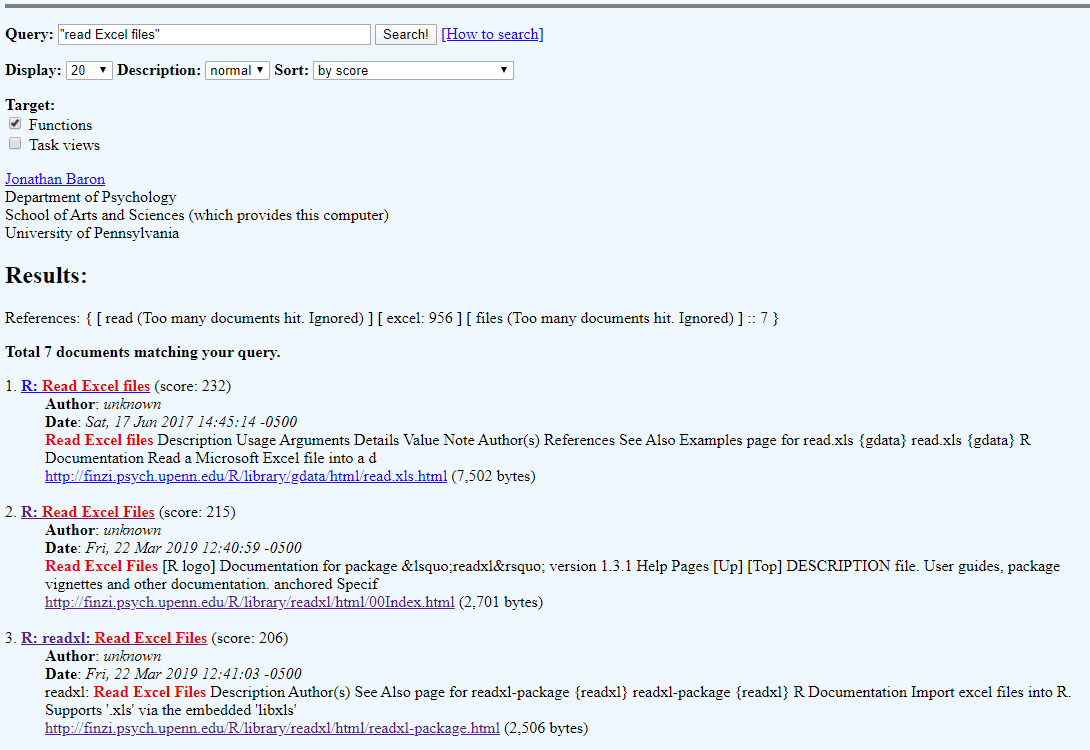 Query: "read Excel files" Search! [How to search]
Display: 20 Description: normal Sort: by score
Target:
Functions
Task views
Jonathan Baron
Department of Psychology
School of Arts and Sciences (which provides this computer)
University of Pennsylvania
Results:
References: { [ read (Too many documents hit. Ignored) ] [ excel: 956 ] [ files (Too many documents hit. Ignored) ] :: 7 }
Total 7 documents matching your query.
1. R: Read Excel files (score: 232)
Author: unknown
Date: Sat, 17 Jun 2017 14:45:14 -0500
Read Excel files Description Usage Arguments Details Value Note Author(s) References See Also Examples page for read.xls {gdata} read.xls {gdata} R
Documentation Read a Microsoft Excel file into a d
http://finzi.psych.upenn.edu/R/library/gdata/html/read.xls.html (7,502 bytes)
2. R: Read Excel Files (score: 215)
Author: unknown
Date: Fri, 22 Mar 2019 12:40:59 -0500
Read Excel Files [R logo] Documentation for package &lsquo;readxl&rsquo; version 1.3.1 Help Pages [Up] [Top] DESCRIPTION file. User guides, package
vignettes and other documentation. anchored Specif
http://finzi.psych.upenn.edu/R/library/readxl/html/00Index.html (2,701 bytes)
3. R: readxl: Read Excel Files (score: 206)
Author: unknown
Date: Fri, 22 Mar 2019 12:41:03 -0500
readxl: Read Excel Files Description Author(s) See Also page for readxl-package {readxl} readxl-package {readxl} R Documentation Import excel files into R.
Supports '.xls' via the embedded 'libxls'
http://finzi.psych.upenn.edu/R/library/readxl/html/readxl-package.html (2,506 bytes)